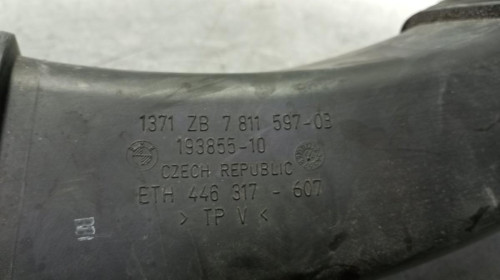 1371 ZB 7 811 597-03
193855-10
CZECH REPUBLIC
ETH 446 317 - 607
> TP V <